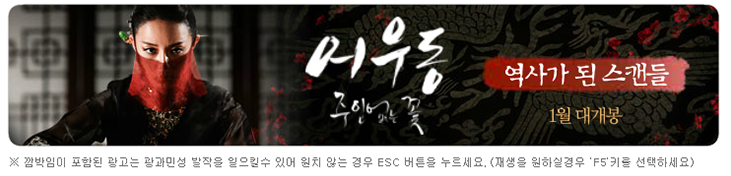 어우동
주인없는 꽃
역사가 된 스캔들
1월 대개봉
※ 깜박임이 포함된 광고는 광과민성 발작을 일으킬수 있어 원치 않는 경우 ESC 버튼을 누르세요. (재생을 원하실경우 'F5'키를 선택하세요)